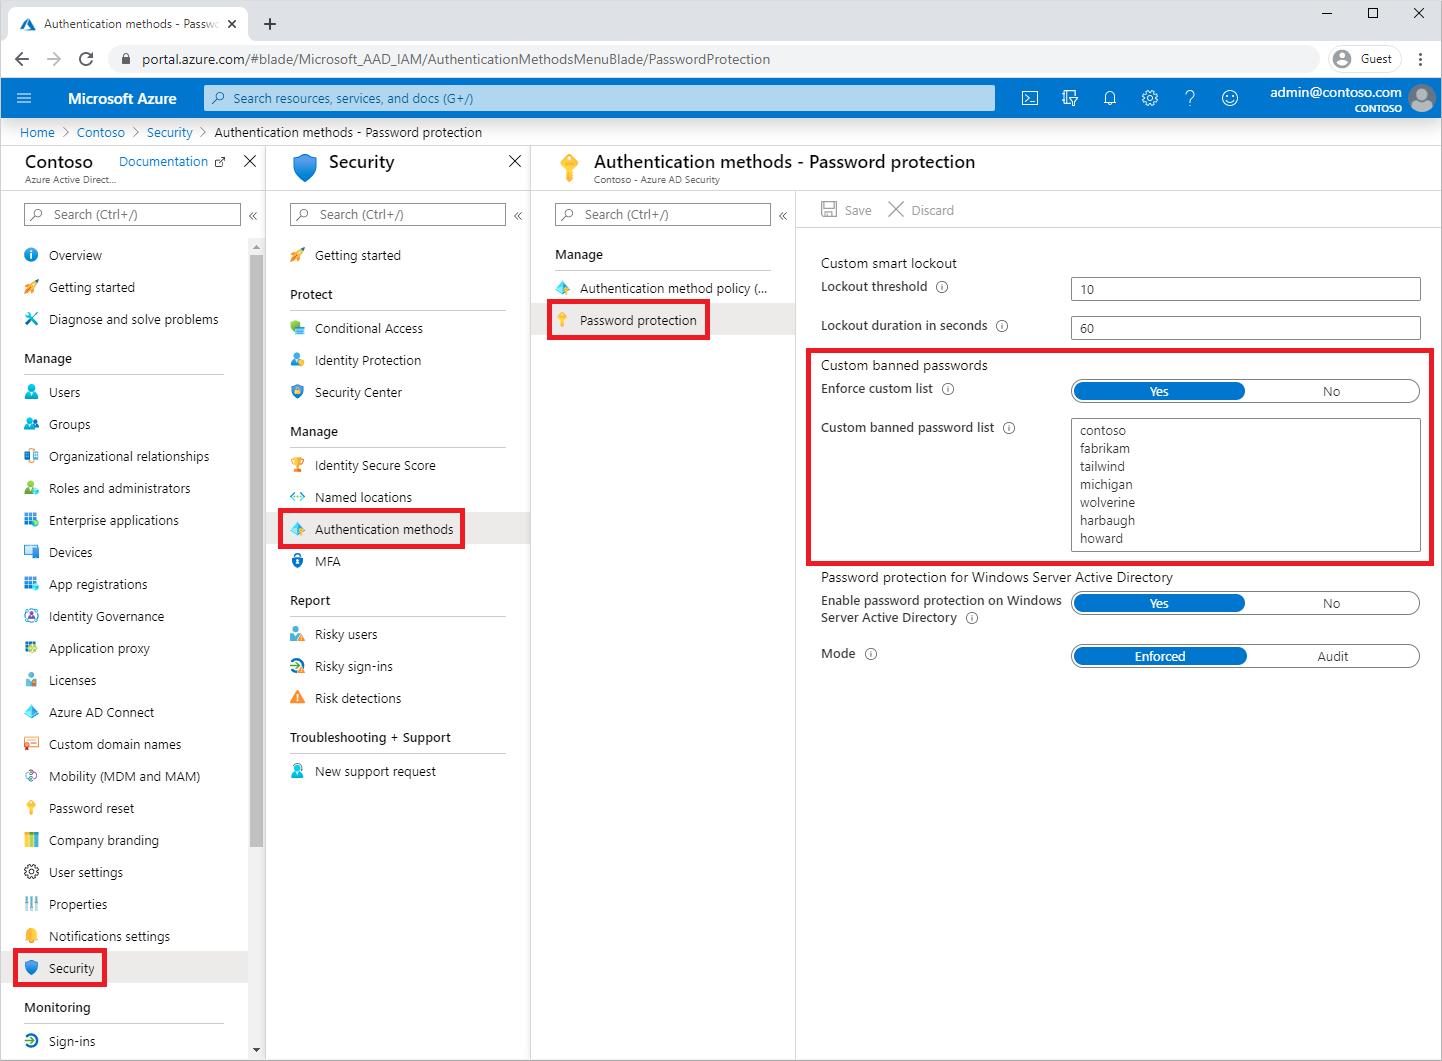 Authentication methods - Passwo
portal.azure.com/#blade/Microsoft_AAD_IAM/AuthenticationMethodsMenuBlade/PasswordProtection
Guest
Microsoft Azure
Search resources, services, and docs (G+/)
admin@contoso.com
CONTOSO
Home > Contoso > Security > Authentication methods - Password protection
Contoso
Documentation
Azure Active Direct...
Search (Ctrl+/)
Overview
Getting started
Diagnose and solve problems
Manage
Users
Groups
Organizational relationships
Roles and administrators
Enterprise applications
Devices
App registrations
Identity Governance
Application proxy
Licenses
Azure AD Connect
Custom domain names
Mobility (MDM and MAM)
Password reset
Company branding
User settings
Properties
Notifications settings
Security
Monitoring
Sign-ins
Security
Search (Ctrl+/)
Getting started
Protect
Conditional Access
Identity Protection
Security Center
Manage
Identity Secure Score
Named locations
Authentication methods
MFA
Report
Risky users
Risky sign-ins
Risk detections
Troubleshooting + Support
New support request
Authentication methods - Password protection
Contoso - Azure AD Security
Search (Ctrl+/)
Manage
Authentication method policy (...
Password protection
Save
Discard
Custom smart lockout
Lockout threshold
10
Lockout duration in seconds
60
Custom banned passwords
Enforce custom list
Yes
No
Custom banned password list
contoso
fabrikam
tailwind
michigan
wolverine
harbaugh
howard
Password protection for Windows Server Active Directory
Enable password protection on Windows
Server Active Directory
Yes
No
Mode
Enforced
Audit